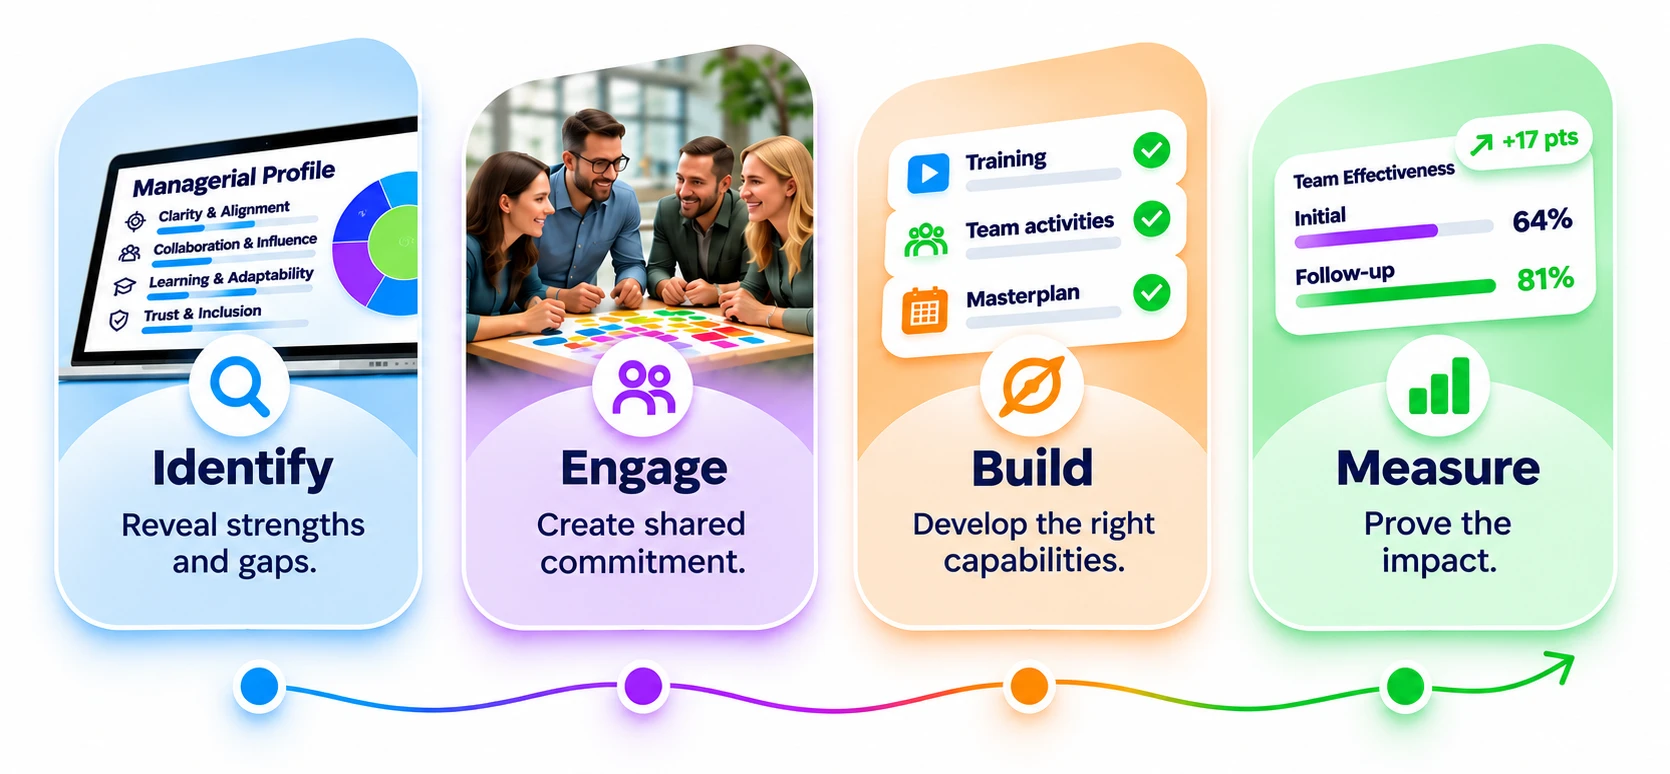 Managerial Profile
Clarity & Alignment
Collaboration & Influence
Learning & Adaptability
Trust & Inclusion
Identify
Reveal strengths
and gaps.
Engage
Create shared
commitment.
Training
Team activities
Masterplan
Build
Develop the right
capabilities.
+17 pts
Team Effectiveness
Initial
64%
Follow-up
81%
Measure
Prove the
impact.